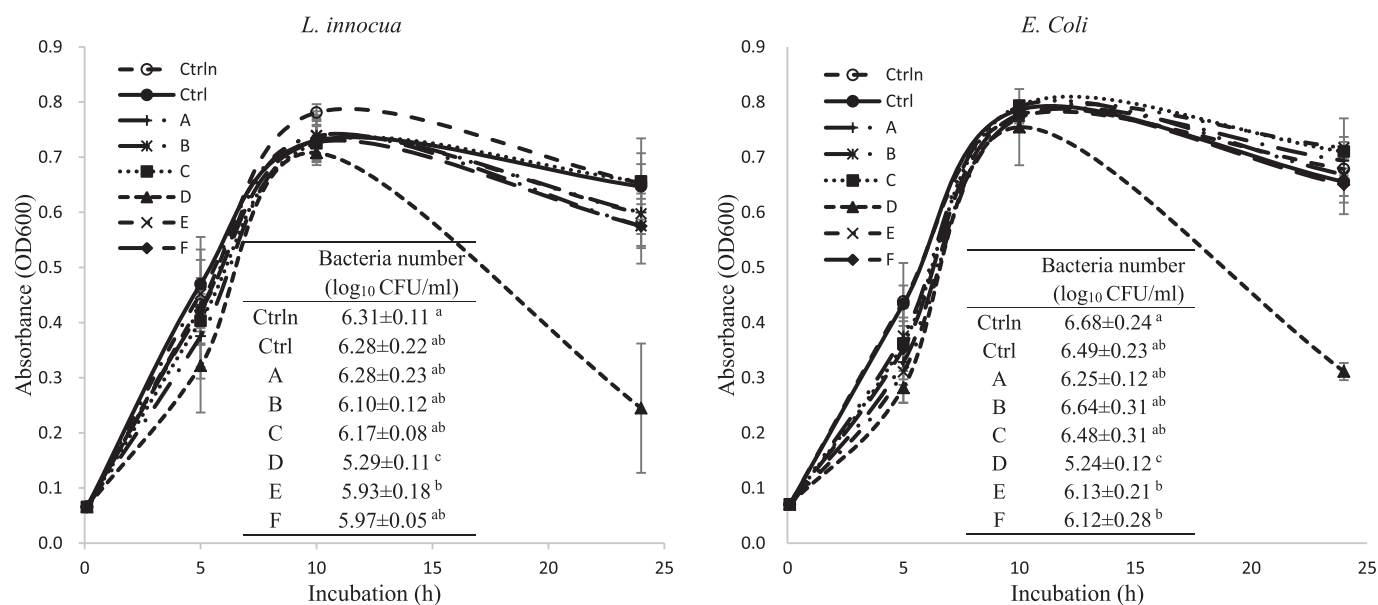 L. innocua
0.9
0.8
0.7
0.6
0.5
0.4
0.3
0.2
0.1
0.0
Absorbance (OD600)
Ctrln
Ctrl
A
B
C
D
E
F
Bacteria number
(log10 CFU/ml)
Ctrln 6.31±0.11 a
Ctrl 6.28±0.22 ab
A 6.28±0.23 ab
B 6.10±0.12 ab
C 6.17±0.08 ab
D 5.29±0.11 c
E 5.93±0.18 b
F 5.97±0.05 ab
0 5 10 15 20 25
Incubation (h)
E. Coli
0.9
0.8
0.7
0.6
0.5
0.4
0.3
0.2
0.1
0.0
Absorbance (OD600)
Ctrln
Ctrl
A
B
C
D
E
F
Bacteria number
(log10 CFU/ml)
Ctrln 6.68±0.24 a
Ctrl 6.49±0.23 ab
A 6.25±0.12 ab
B 6.64±0.31 ab
C 6.48±0.31 ab
D 5.24±0.12 c
E 6.13±0.21 b
F 6.12±0.28 b
0 5 10 15 20 25
Incubation (h)